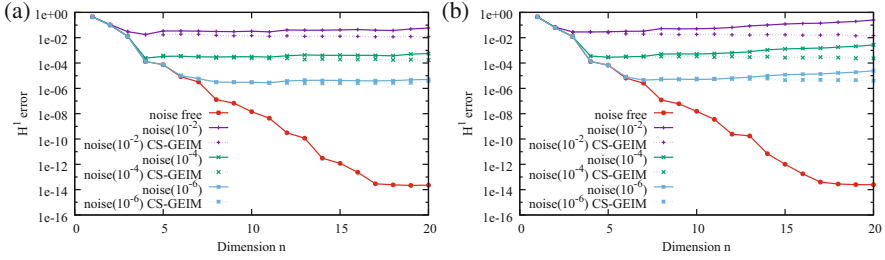 (a)
1e+00
1e-02
1e-04
1e-06
1e-08
1e-10
1e-12
1e-14
1e-16
H¹ error
noise free
noise(10⁻²)
noise(10⁻²) CS-GEIM
noise(10⁻⁴)
noise(10⁻⁴) CS-GEIM
noise(10⁻⁶)
noise(10⁻⁶) CS-GEIM
0 5 10 15 20
Dimension n
(b)
1e+00
1e-02
1e-04
1e-06
1e-08
1e-10
1e-12
1e-14
1e-16
H¹ error
noise free
noise(10⁻²)
noise(10⁻²) CS-GEIM
noise(10⁻⁴)
noise(10⁻⁴) CS-GEIM
noise(10⁻⁶)
noise(10⁻⁶) CS-GEIM
0 5 10 15 20
Dimension n